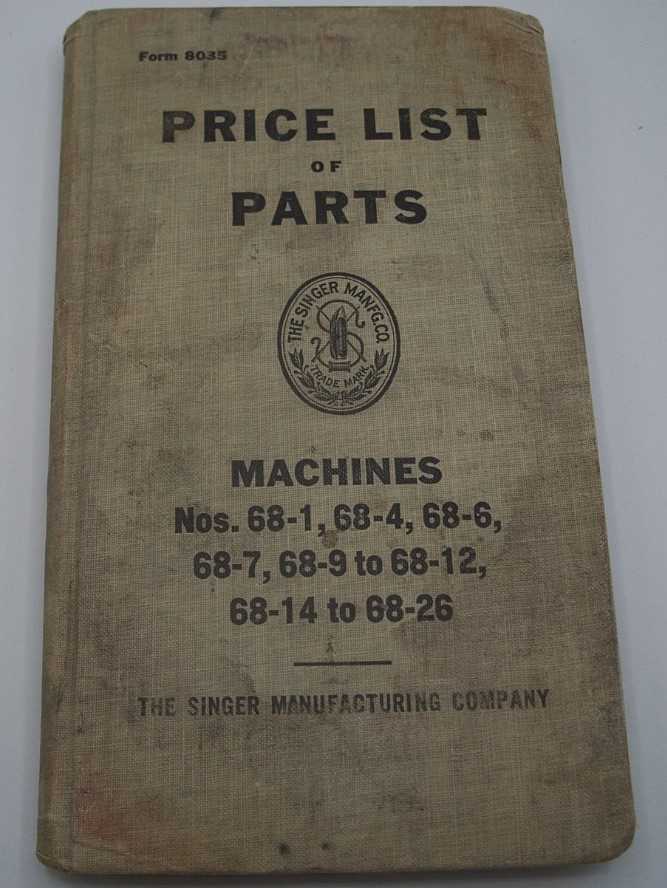 Form 8035
PRICE LIST
OF
PARTS
THE SINGER MANFG. CO.
TRADE MARK
MACHINES
Nos. 68-1, 68-4, 68-6,
68-7, 68-9 to 68-12,
68-14 to 68-26
THE SINGER MANUFACTURING COMPANY